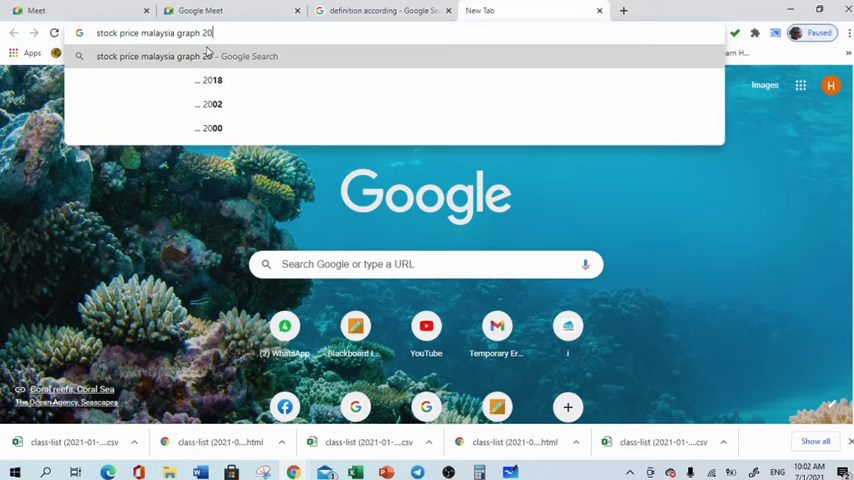 Meet
Google Meet
definition according - Google Se
New Tab
stock price malaysia graph 20
Paused
Apps
stock price malaysia graph 20 - Google Search
... 2018
... 2002
... 2000
Images
H
Google
Search Google or type a URL
4
(2) WhatsApp
Blackboard
YouTube
Temporary Er...
i
Coral reefs, Coral Sea
The Ocean Agency, Seascapes
class-list (2021-01-....csv
class-list (2021-0....html
class-list (2021-01-....csv
class-list (2021-0....html
class-list (2021-01-....csv
Show all
ENG
10:02 AM
7/1/2021